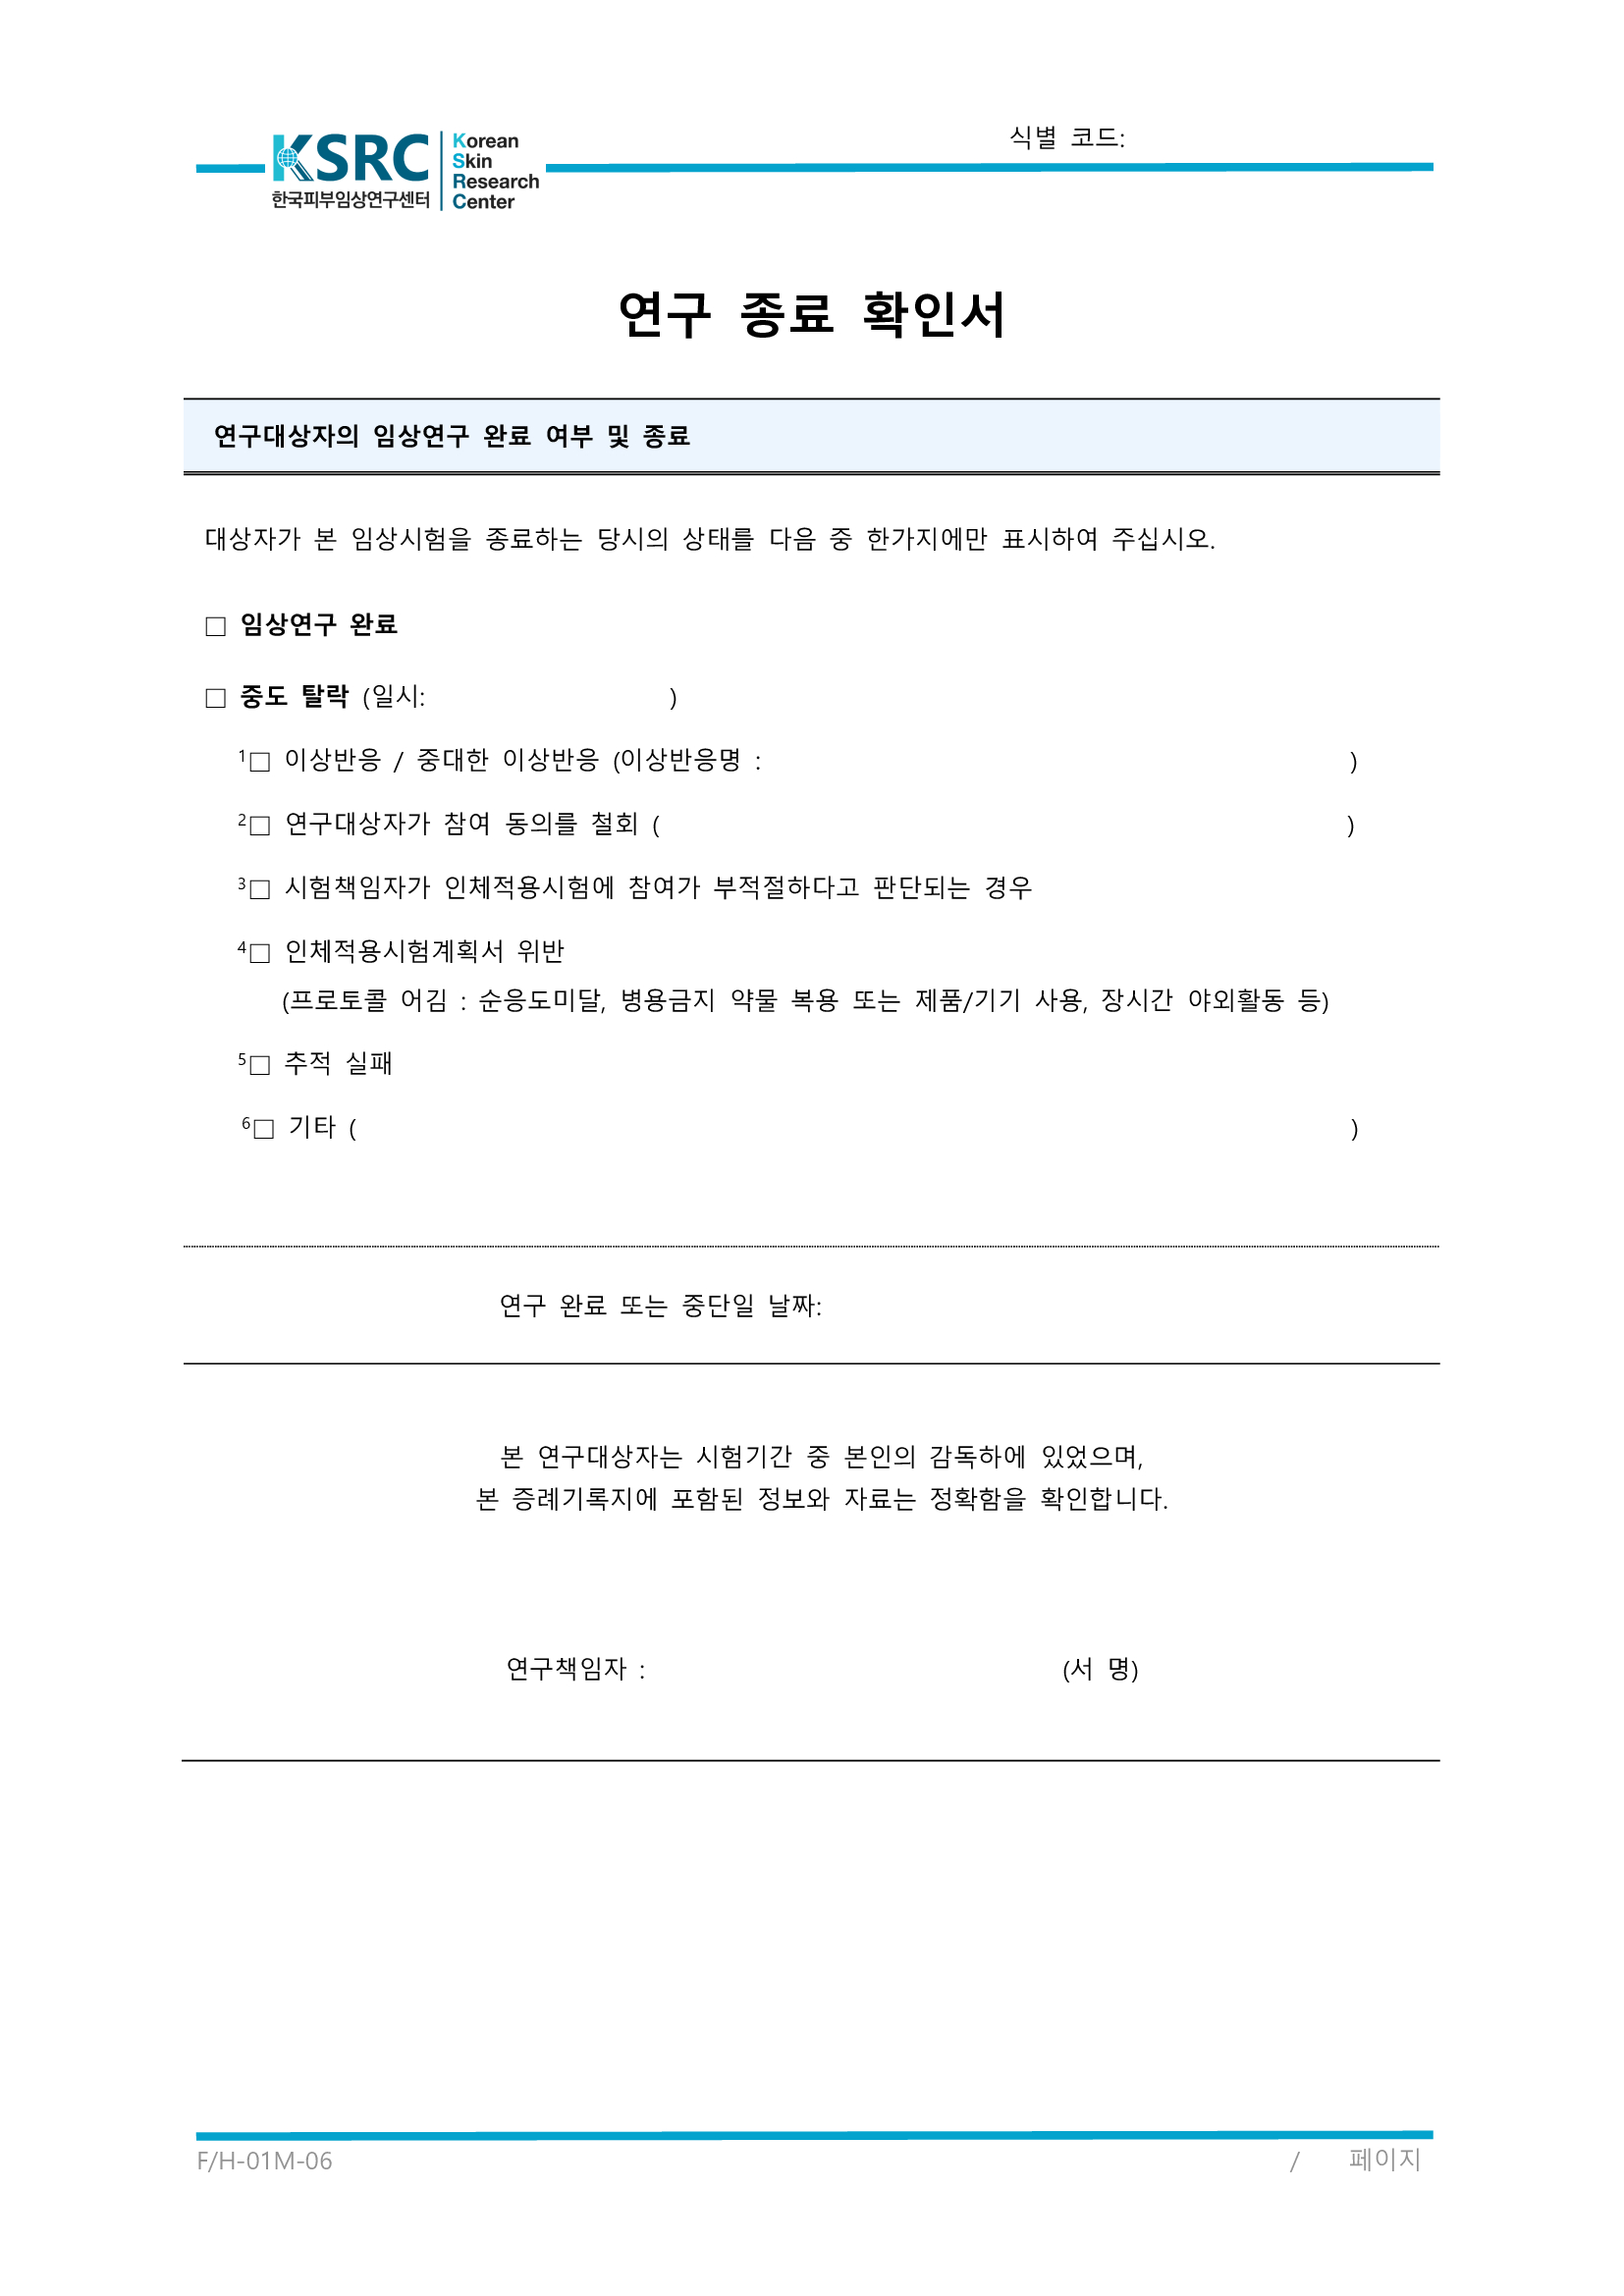 식별 코드:
KSRC
한국피부임상연구센터
Korean
Skin
Research
Center
연구 종료 확인서
연구대상자의 임상연구 완료 여부 및 종료
대상자가 본 임상시험을 종료하는 당시의 상태를 다음 중 한가지에만 표시하여 주십시오.
□ 임상연구 완료
□ 중도 탈락 (일시: )
1□ 이상반응 / 중대한 이상반응 (이상반응명 : )
2□ 연구대상자가 참여 동의를 철회 ( )
3□ 시험책임자가 인체적용시험에 참여가 부적절하다고 판단되는 경우
4□ 인체적용시험계획서 위반
(프로토콜 어김 : 순응도미달, 병용금지 약물 복용 또는 제품/기기 사용, 장시간 야외활동 등)
5□ 추적 실패
6□ 기타 ( )
연구 완료 또는 중단일 날짜:
본 연구대상자는 시험기간 중 본인의 감독하에 있었으며,
본 증례기록지에 포함된 정보와 자료는 정확함을 확인합니다.
연구책임자 : (서 명)
F/H-01M-06 / 페이지